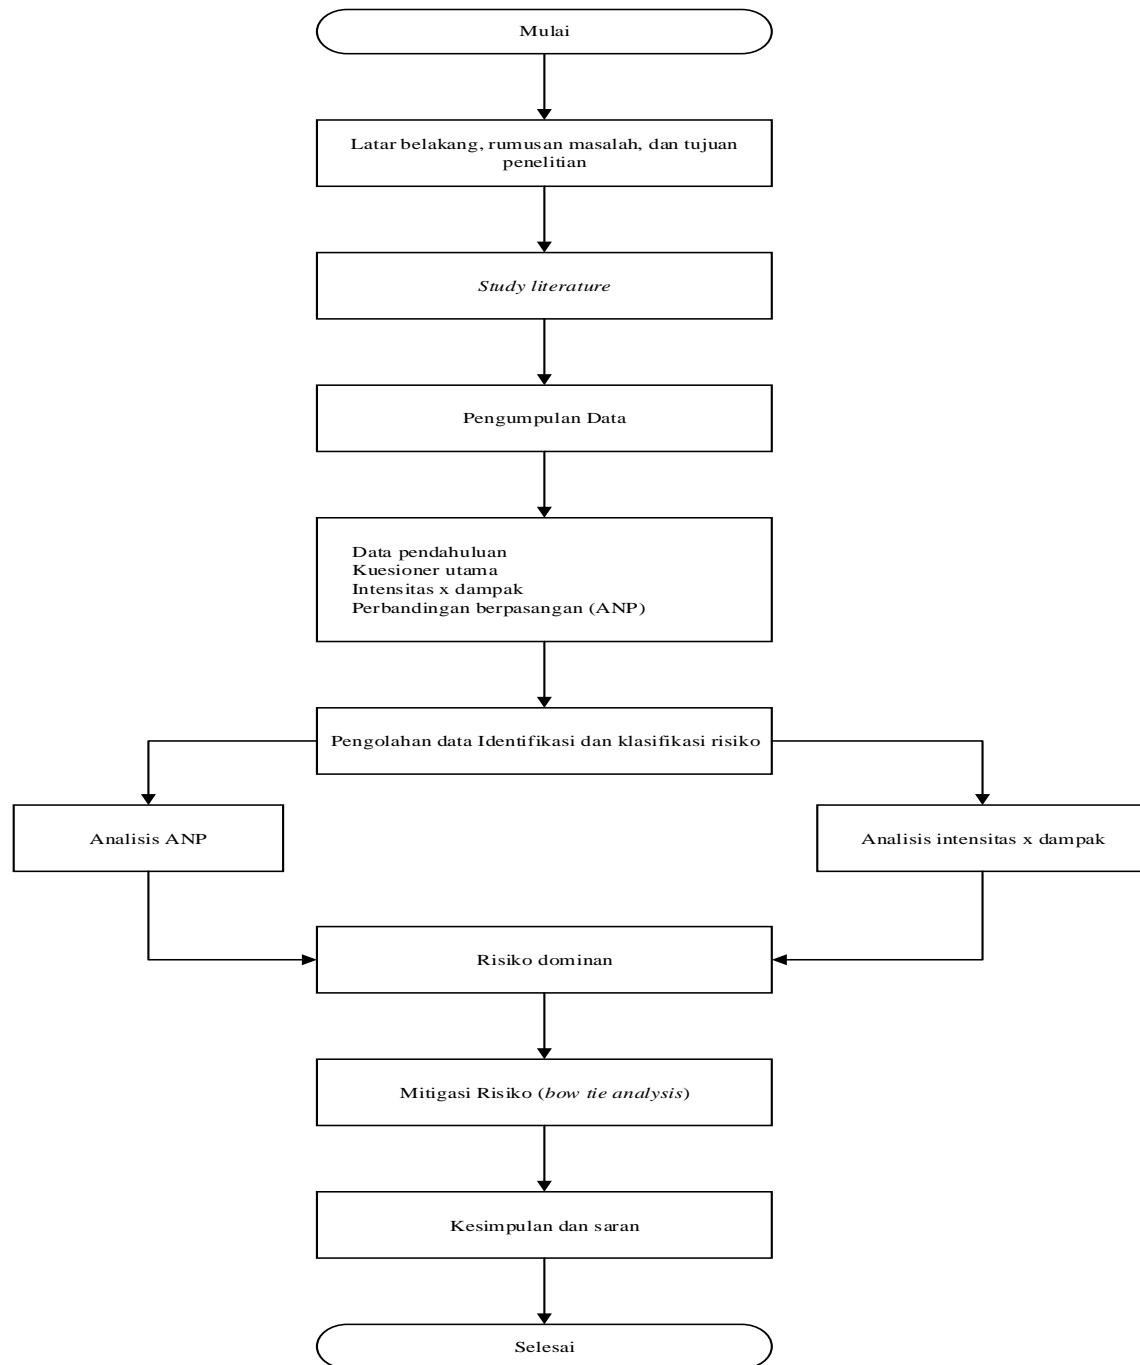 Mulai
Latar belakang, rumusan masalah, dan tujuan
penelitian
Study literature
Pengumpulan Data
Data pendahuluan
Kuesioner utama
Intensitas x dampak
Perbandingan berpasangan (ANP)
Pengolahan data Identifikasi dan klasifikasi risiko
Analisis ANP
Analisis intensitas x dampak
Risiko dominan
Mitigasi Risiko (bow tie analysis)
Kesimpulan dan saran
Selesai